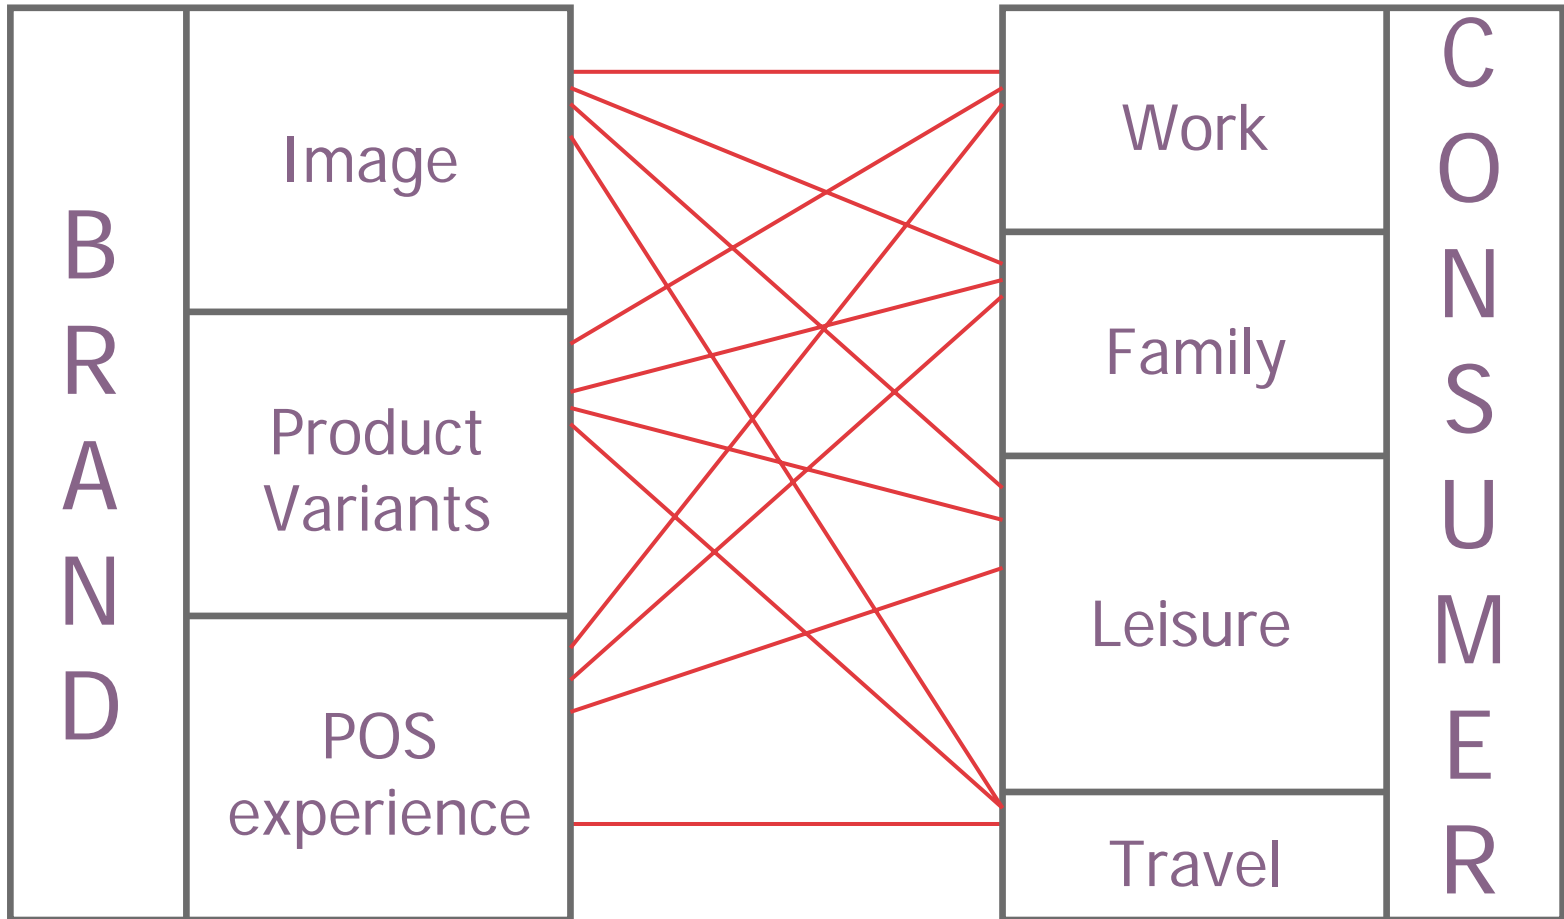 BRAND
Image
Product
Variants
POS
experience
Work
Family
Leisure
Travel
CONSUMER